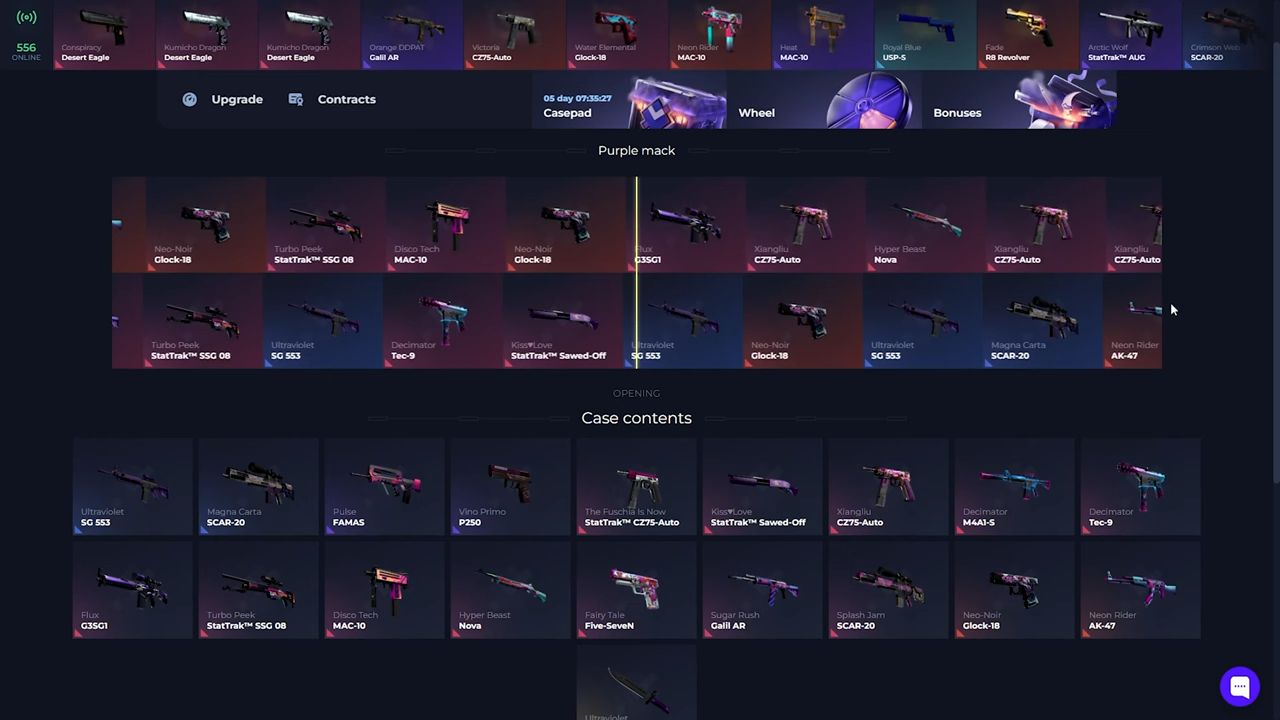 556
ONLINE
Conspiracy
Desert Eagle
Kumicho Dragon
Desert Eagle
Kumicho Dragon
Desert Eagle
Orange DDPAT
Galil AR
Victoria
CZ75-Auto
Water Elemental
Glock-18
Neon Rider
MAC-10
Heat
MAC-10
Royal Blue
USP-S
Fade
R8 Revolver
Arctic Wolf
StatTrak™ AUG
Crimson Web
SCAR-20
Upgrade
Contracts
05 day 07:35:27
Casepad
Wheel
Bonuses
Purple mack
Neo-Noir
Glock-18
Turbo Peek
StatTrak™ SSG 08
Disco Tech
MAC-10
Neo-Noir
Glock-18
Flux
G3SG1
Xiangliu
CZ75-Auto
Hyper Beast
Nova
Xiangliu
CZ75-Auto
Xiangliu
CZ75-Auto
Turbo Peek
StatTrak™ SSG 08
Ultraviolet
SG 553
Decimator
Tec-9
Kiss♥Love
StatTrak™ Sawed-Off
Ultraviolet
SG 553
Neo-Noir
Glock-18
Ultraviolet
SG 553
Magna Carta
SCAR-20
Neon Rider
AK-47
OPENING
Case contents
Ultraviolet
SG 553
Magna Carta
SCAR-20
Pulse
FAMAS
Vino Primo
P250
The Fuschia Is Now
StatTrak™ CZ75-Auto
Kiss♥Love
StatTrak™ Sawed-Off
Xiangliu
CZ75-Auto
Decimator
M4A1-S
Decimator
Tec-9
Flux
G3SG1
Turbo Peek
StatTrak™ SSG 08
Disco Tech
MAC-10
Hyper Beast
Nova
Fairy Tale
Five-SeveN
Sugar Rush
Galil AR
Splash Jam
SCAR-20
Neo-Noir
Glock-18
Neon Rider
AK-47
Ultraviolet